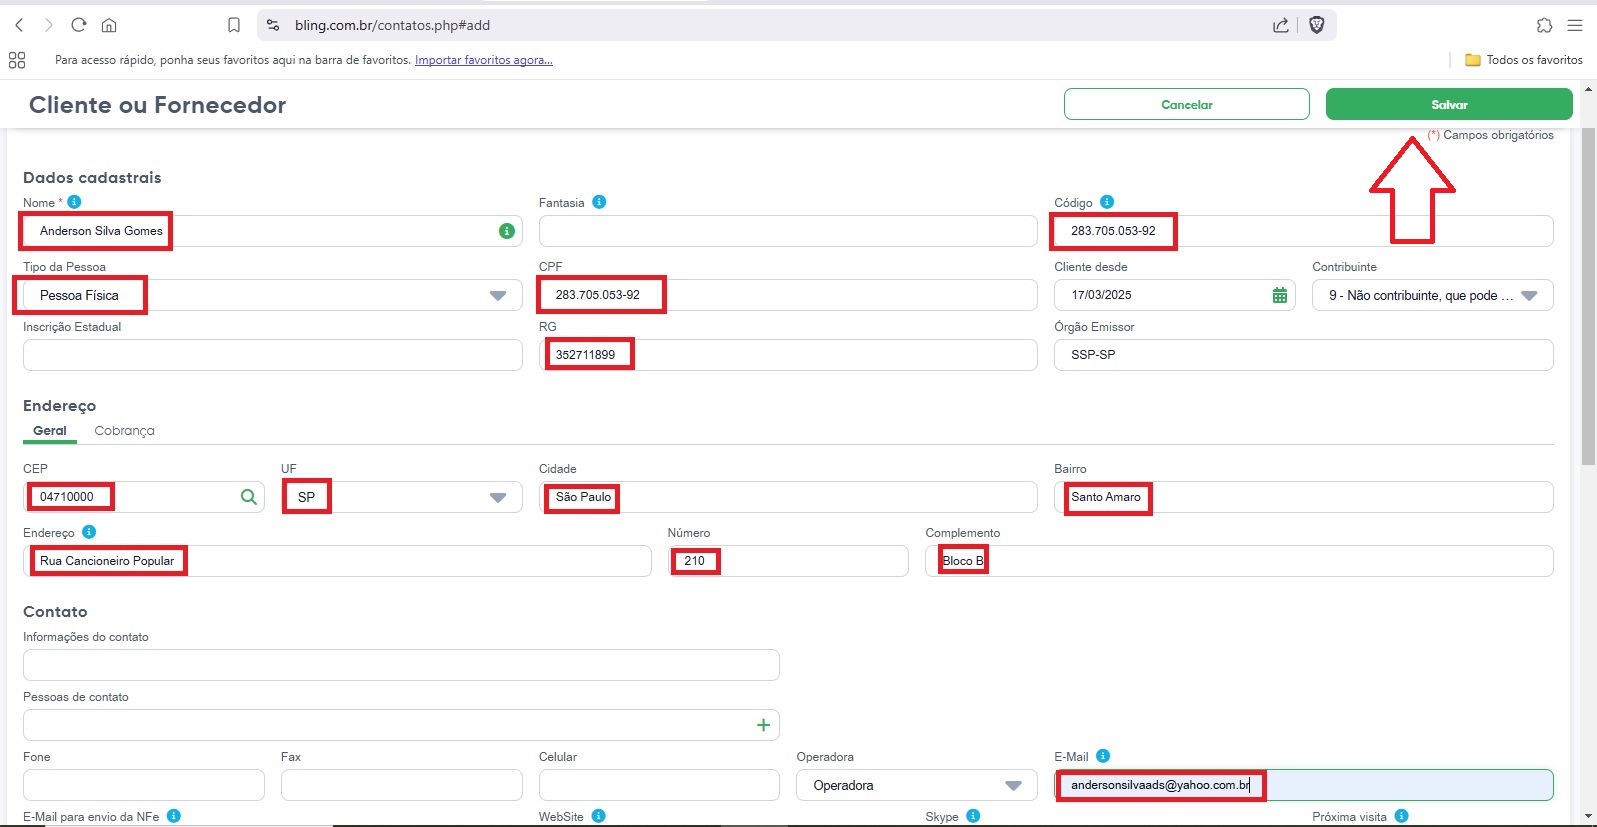 bling.com.br/contatos.php#add
Para acesso rápido, ponha seus favoritos aqui na barra de favoritos. Importar favoritos agora...
Todos os favoritos
Cliente ou Fornecedor
Cancelar
Salvar
(*) Campos obrigatórios
Dados cadastrais
Nome *
Fantasia
Código
Anderson Silva Gomes
283.705.053-92
Tipo da Pessoa
CPF
Cliente desde
Contribuinte
Pessoa Física
283.705.053-92
17/03/2025
9 - Não contribuinte, que pode ...
Inscrição Estadual
RG
Órgão Emissor
352711899
SSP-SP
Endereço
Geral
Cobrança
CEP
UF
Cidade
Bairro
04710000
SP
São Paulo
Santo Amaro
Endereço
Número
Complemento
Rua Cancioneiro Popular
210
Bloco B
Contato
Informações do contato
Pessoas de contato
Fone
Fax
Celular
Operadora
E-Mail
Operadora
andersonsilvaads@yahoo.com.br
E-Mail para envio da NFe
WebSite
Skype
Próxima visita